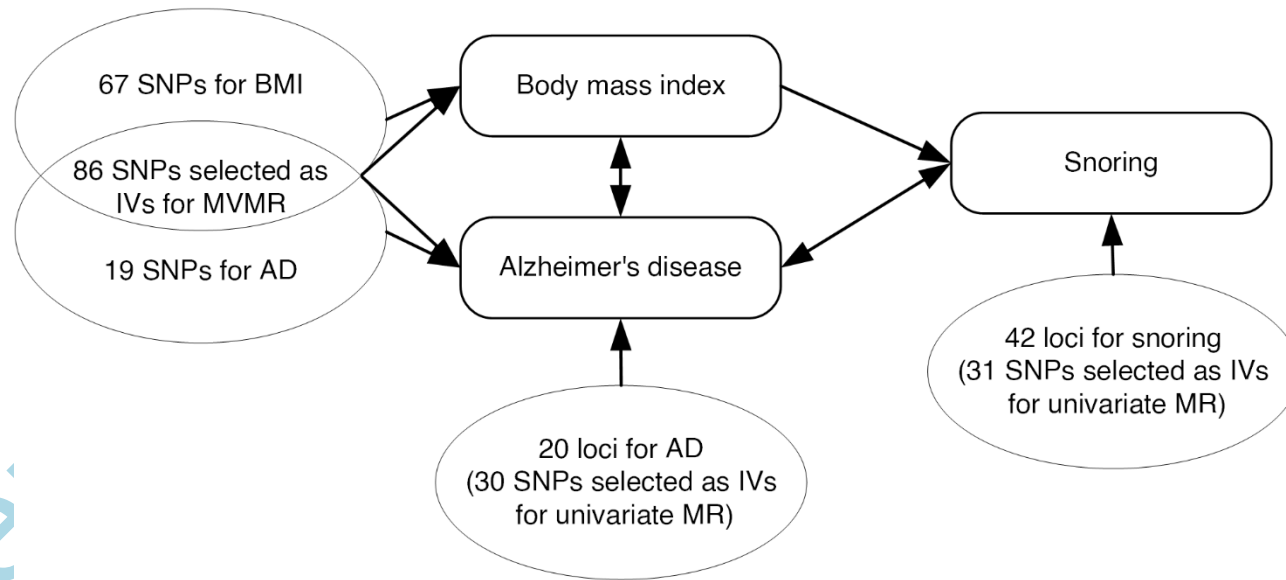 67 SNPs for BMI
86 SNPs selected as
IVs for MVMR
19 SNPs for AD
Body mass index
Alzheimer's disease
Snoring
20 loci for AD
(30 SNPs selected as IVs
for univariate MR)
42 loci for snoring
(31 SNPs selected as IVs
for univariate MR)